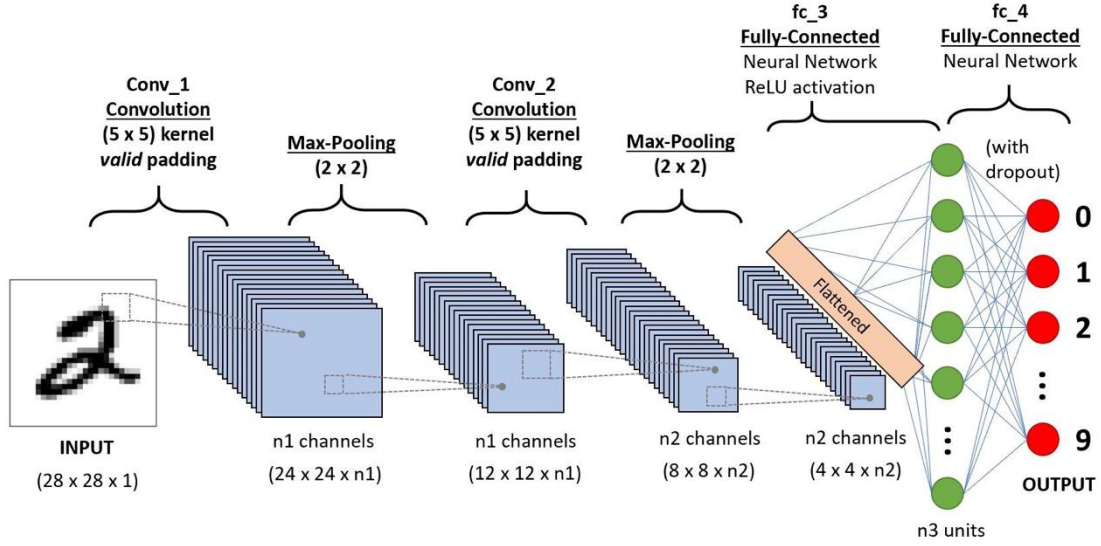 Conv_1
Convolution
(5 x 5) kernel
valid padding
Max-Pooling
(2 x 2)
Conv_2
Convolution
(5 x 5) kernel
valid padding
Max-Pooling
(2 x 2)
fc_3
Fully-Connected
Neural Network
ReLU activation
fc_4
Fully-Connected
Neural Network
(with
dropout)
2
INPUT
(28 x 28 x 1)
n1 channels
(24 x 24 x n1)
n1 channels
(12 x 12 x n1)
n2 channels
(8 x 8 x n2)
n2 channels
(4 x 4 x n2)
Flattened
...
n3 units
0
1
2
...
9
OUTPUT